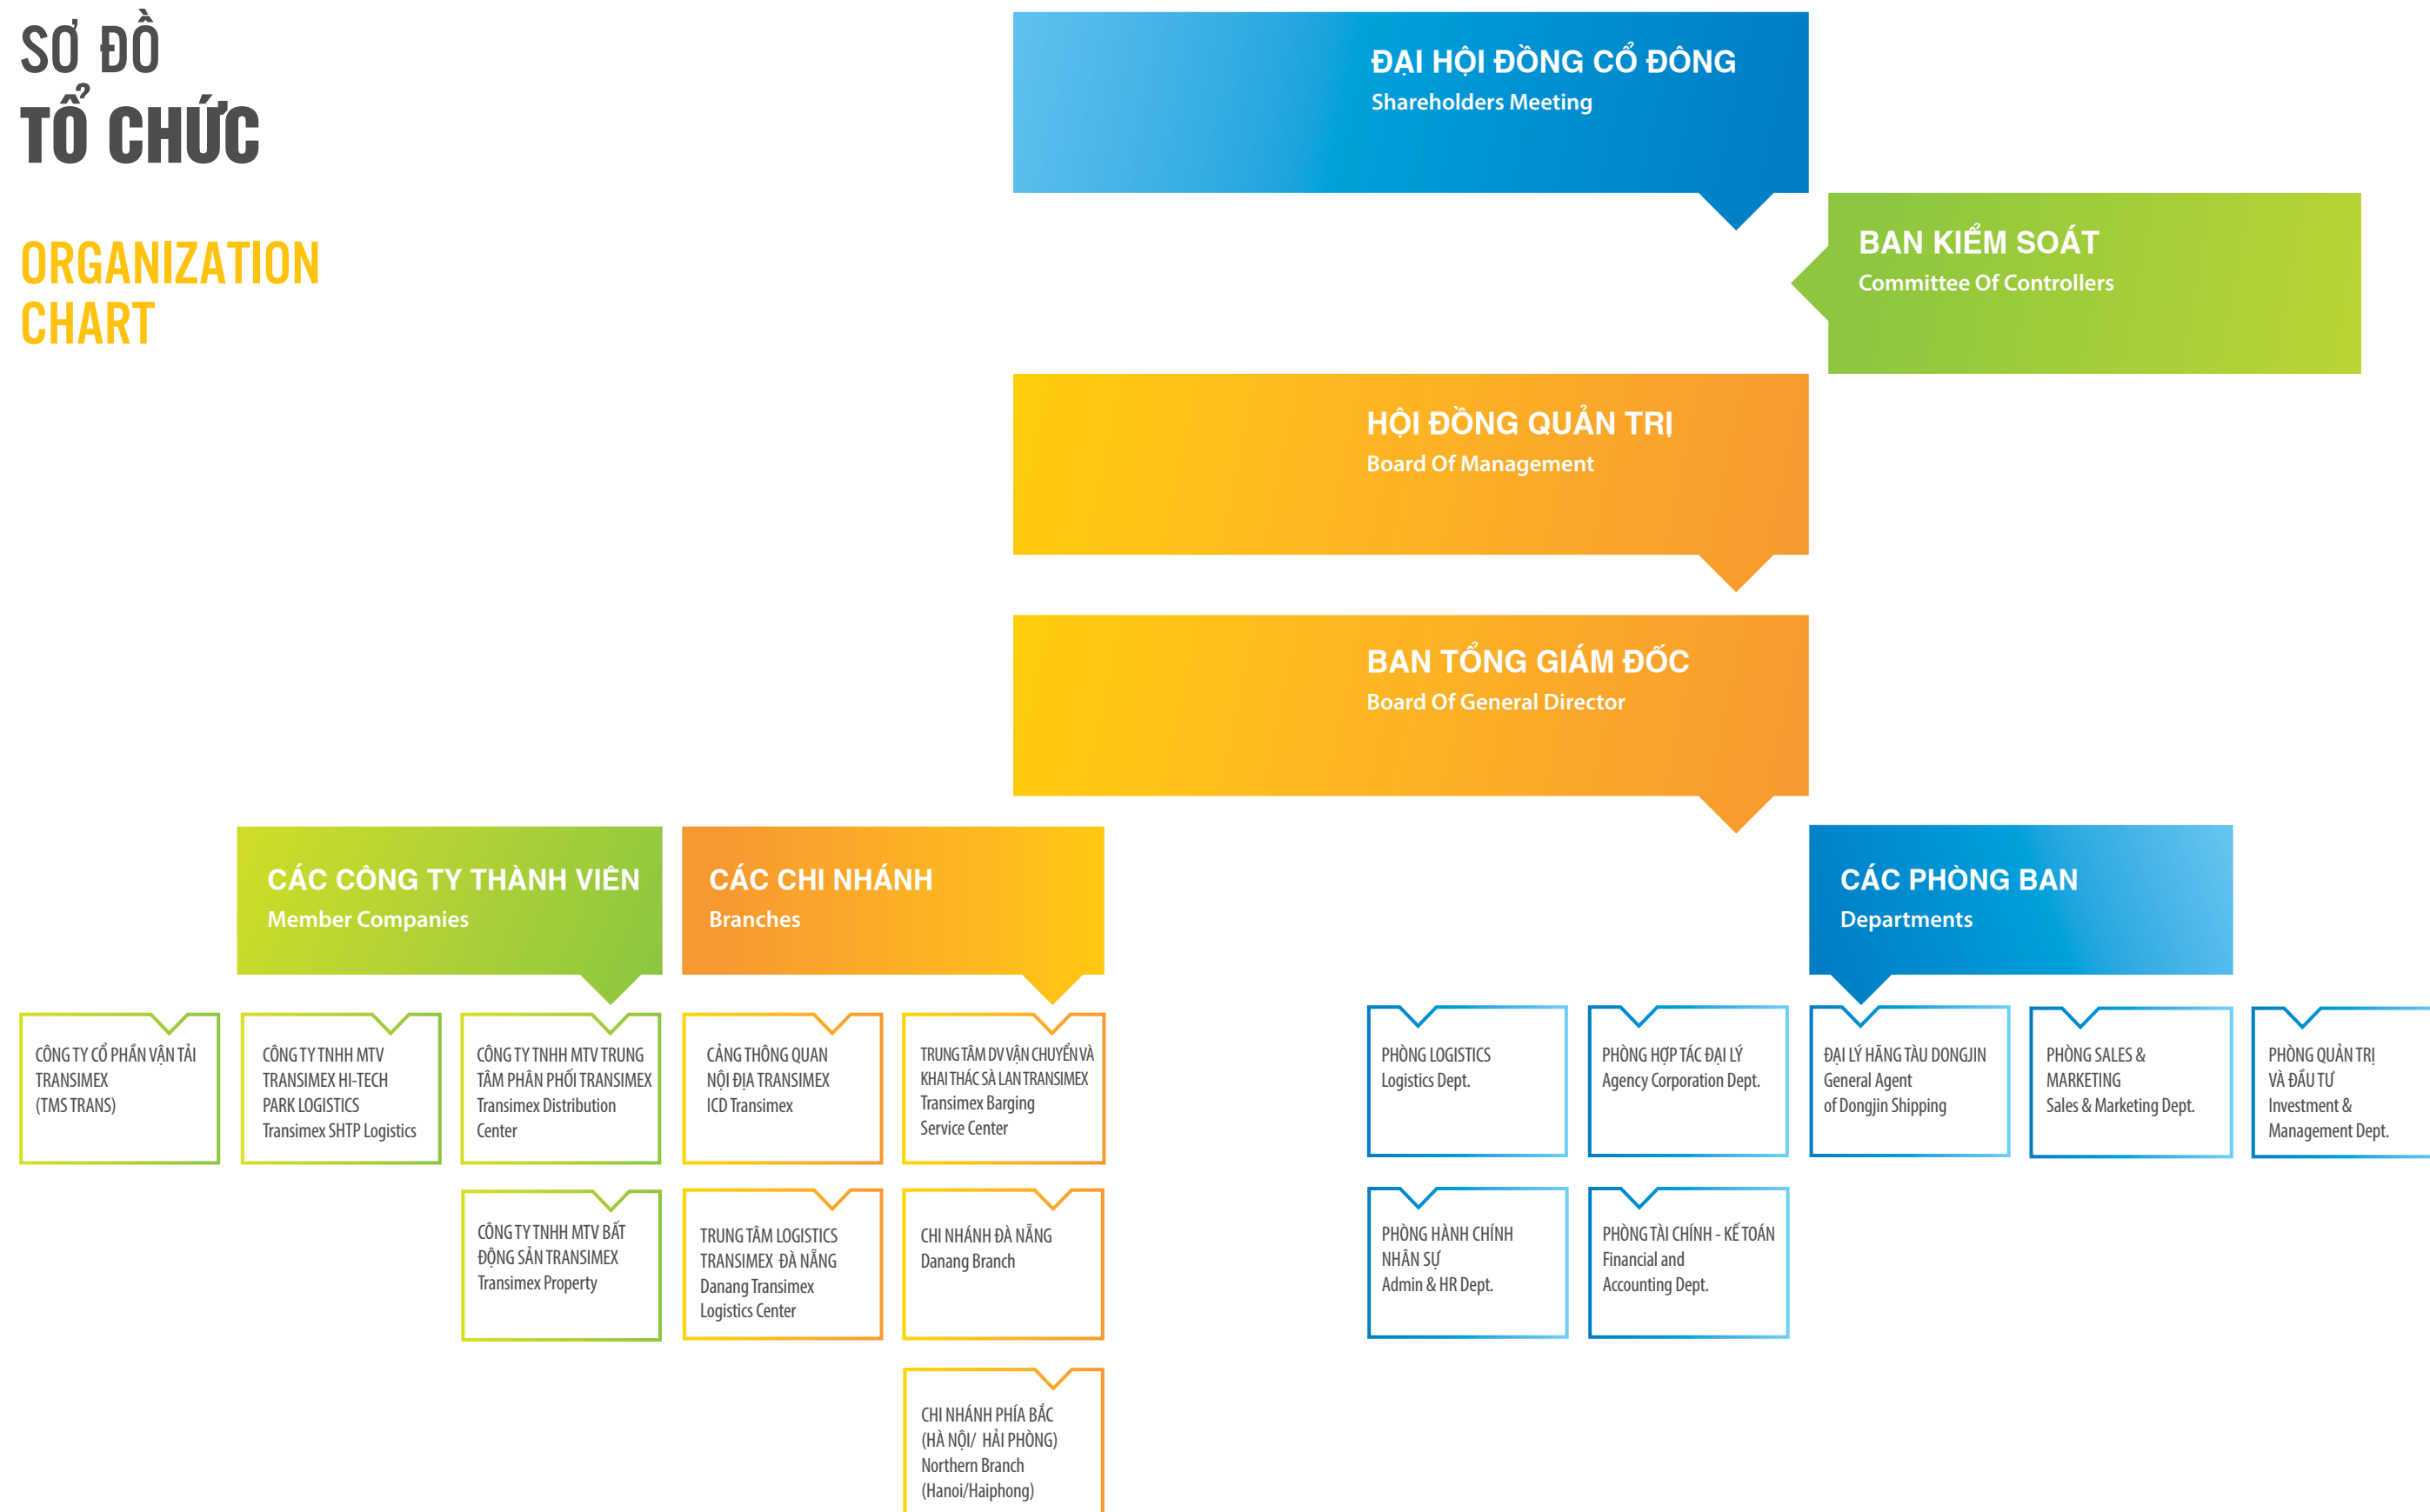 SƠ ĐỒ
TỔ CHỨC
ORGANIZATION
CHART
ĐẠI HỘI ĐỒNG CỔ ĐÔNG
Shareholders Meeting
BAN KIỂM SOÁT
Committee Of Controllers
HỘI ĐỒNG QUẢN TRỊ
Board Of Management
BAN TỔNG GIÁM ĐỐC
Board Of General Director
CÁC CÔNG TY THÀNH VIÊN
Member Companies
CÁC CHI NHÁNH
Branches
CÁC PHÒNG BAN
Departments
CÔNG TY CỔ PHẦN VẬN TẢI
TRANSIMEX
(TMS TRANS)
CÔNG TY TNHH MTV
TRANSIMEX HI-TECH
PARK LOGISTICS
Transimex SHTP Logistics
CÔNG TY TNHH MTV TRUNG
TÂM PHÂN PHỐI TRANSIMEX
Transimex Distribution
Center
CẢNG THÔNG QUAN
NỘI ĐỊA TRANSIMEX
ICD Transimex
TRUNG TÂM DV VẬN CHUYỂN VÀ
KHAI THÁC SÀ LAN TRANSIMEX
Transimex Barging
Service Center
PHÒNG LOGISTICS
Logistics Dept.
PHÒNG HỢP TÁC ĐẠI LÝ
Agency Corporation Dept.
ĐẠI LÝ HÃNG TÀU DONGJIN
General Agent
of Dongjin Shipping
PHÒNG SALES &
MARKETING
Sales & Marketing Dept.
PHÒNG QUẢN TRỊ
VÀ ĐẦU TƯ
Investment &
Management Dept.
CÔNG TY TNHH MTV BẤT
ĐỘNG SẢN TRANSIMEX
Transimex Property
TRUNG TÂM LOGISTICS
TRANSIMEX ĐÀ NẴNG
Danang Transimex
Logistics Center
CHI NHÁNH ĐÀ NẴNG
Danang Branch
PHÒNG HÀNH CHÍNH
NHÂN SỰ
Admin & HR Dept.
PHÒNG TÀI CHÍNH - KẾ TOÁN
Financial and
Accounting Dept.
CHI NHÁNH PHÍA BẮC
(HÀ NỘI/ HẢI PHÒNG)
Northern Branch
(Hanoi/Haiphong)